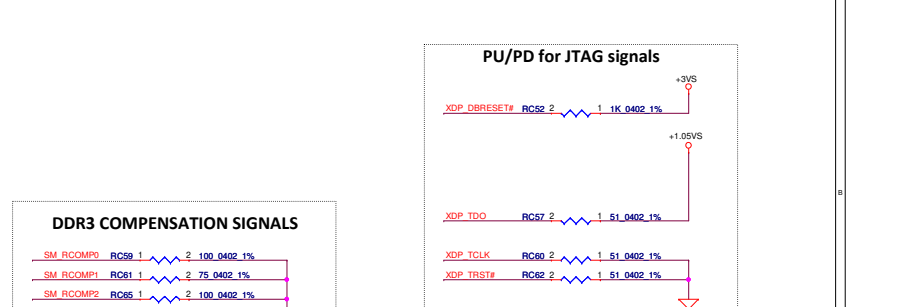 PU/PD for JTAG signals
+3VS
XDP_DBRESET# RC52 2 1 1K_0402_1%
+1.05VS
B
XDP_TDO RC57 2 1 51_0402_1%
DDR3 COMPENSATION SIGNALS
SM_RCOMP0 RC59 1 2 100_0402_1%
XDP_TCLK RC60 2 1 51_0402_1%
SM_RCOMP1 RC61 1 2 75_0402_1%
XDP_TRST# RC62 2 1 51_0402_1%
SM_RCOMP2 RC65 1 2 100_0402_1%